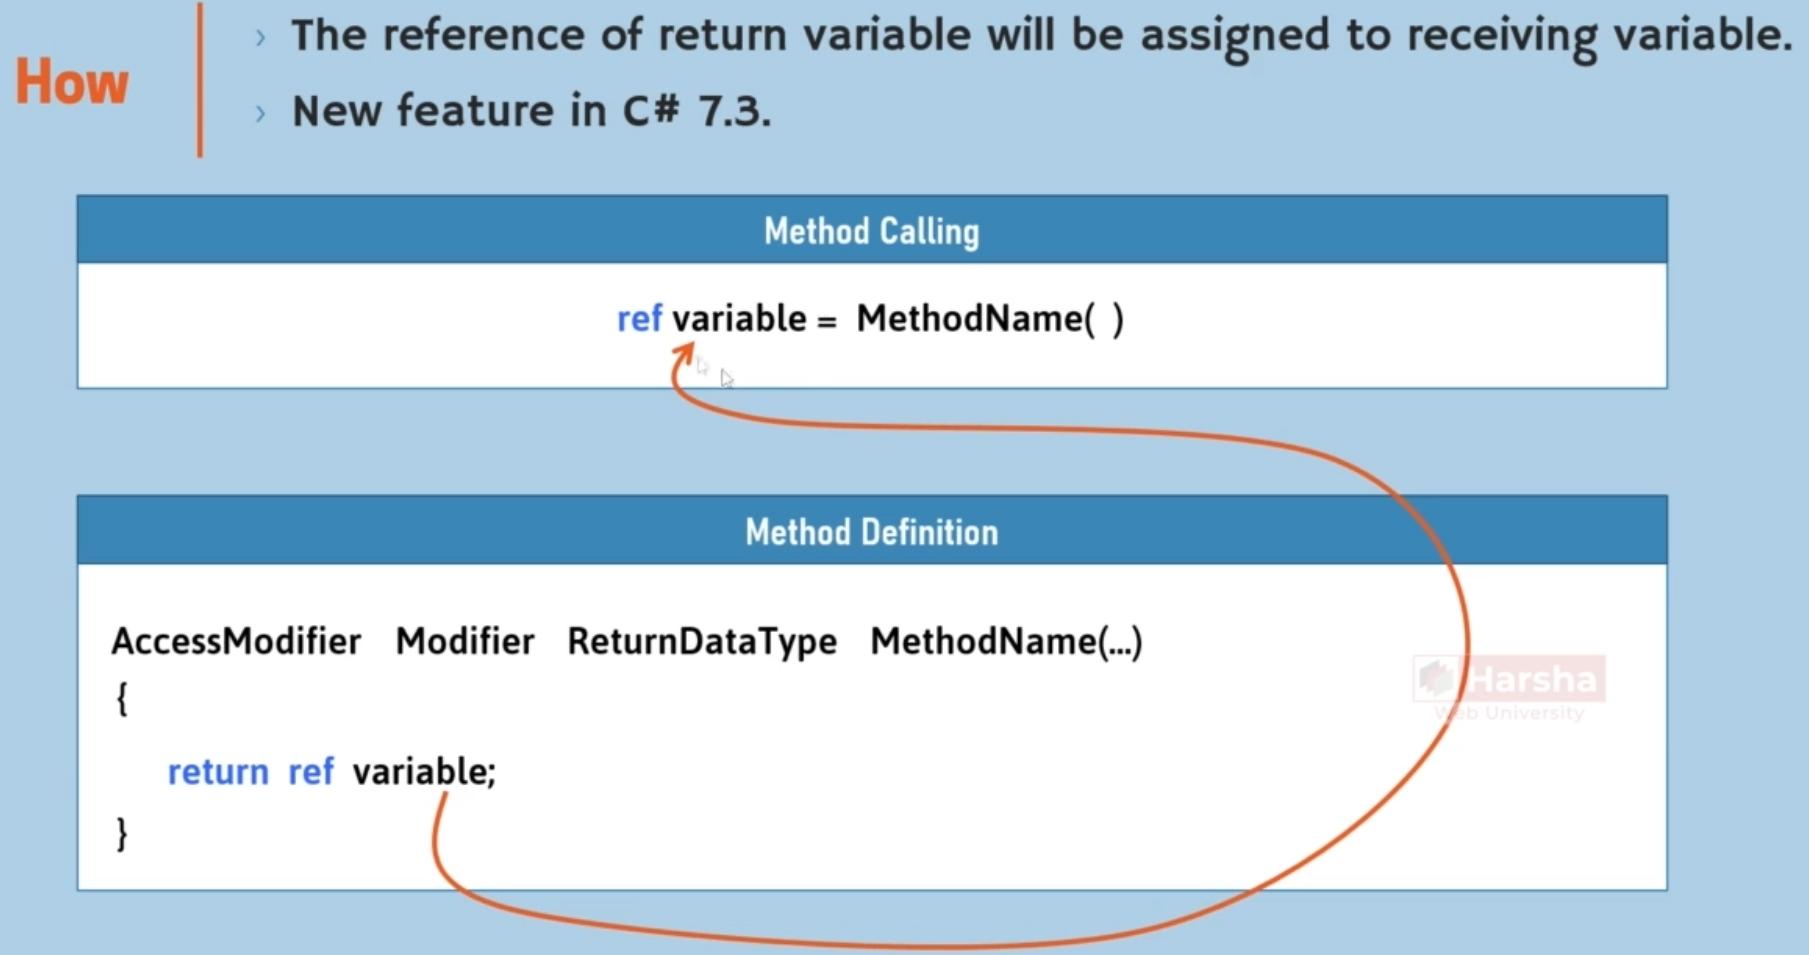 How
› The reference of return variable will be assigned to receiving variable.
› New feature in C# 7.3.
Method Calling
ref variable = MethodName( )
Method Definition
AccessModifier Modifier ReturnDataType MethodName(...)
{
return ref variable;
}
Harsha
Web University